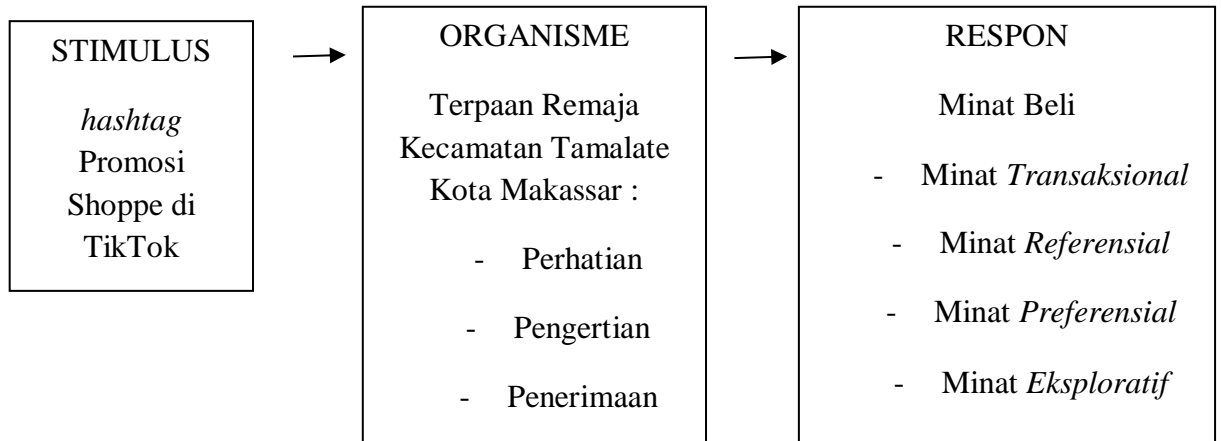 STIMULUS
hashtag
Promosi
Shoppe di
TikTok
ORGANISME
Terpaan Remaja
Kecamatan Tamalate
Kota Makassar :
- Perhatian
- Pengertian
- Penerimaan
RESPON
Minat Beli
- Minat Transaksional
- Minat Referensial
- Minat Preferensial
- Minat Eksploratif